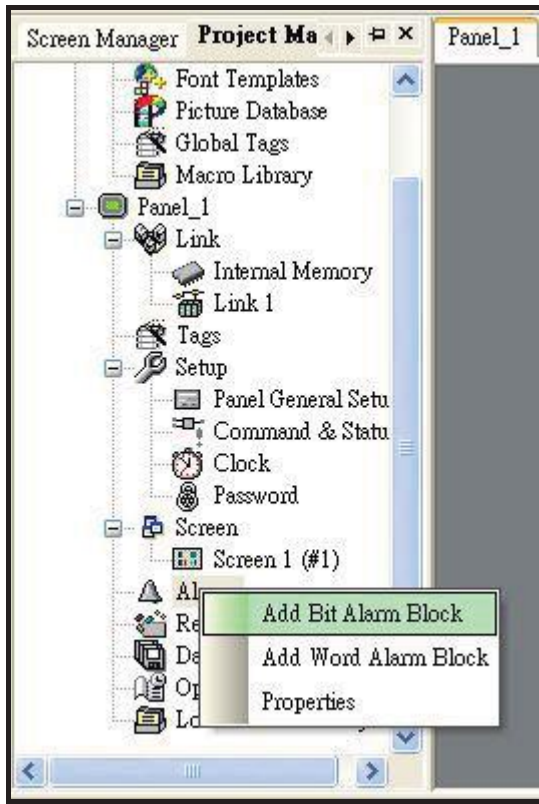 Screen Manager Project Ma Panel_1
Font Templates
Picture Database
Global Tags
Macro Library
Panel_1
Link
Internal Memory
Link 1
Tags
Setup
Panel General Setu
Command & Statu
Clock
Password
Screen
Screen 1 (#1)
Add Bit Alarm Block
Add Word Alarm Block
Properties